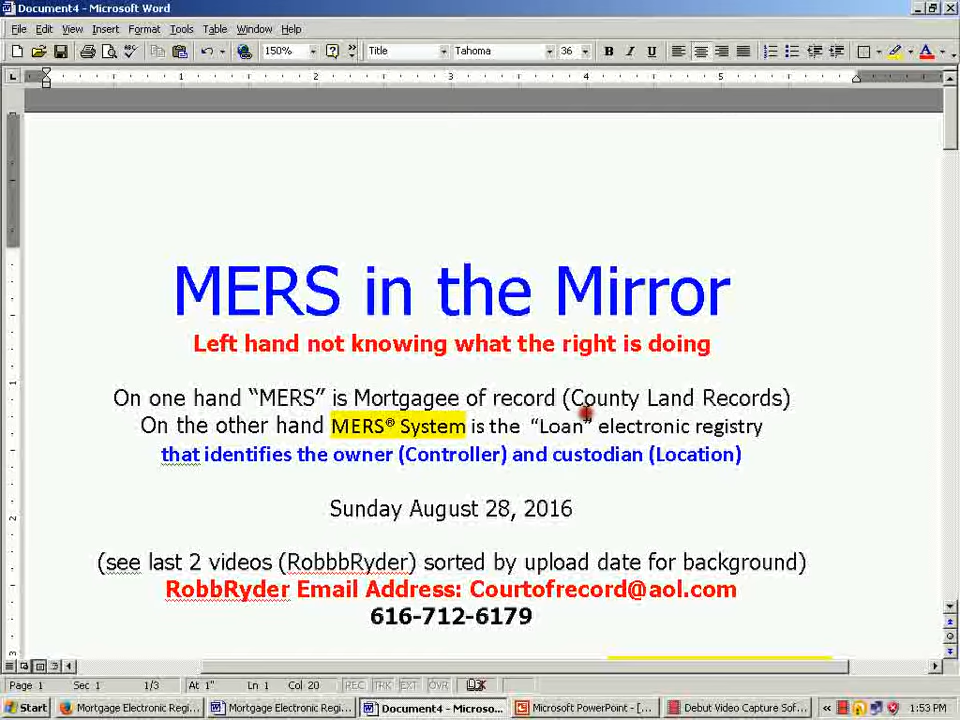 Document4 - Microsoft Word
File Edit View Insert Format Tools Table Window Help
150% Title Tahoma 36 B I U A
1 2 3 4 5
MERS in the Mirror
Left hand not knowing what the right is doing
On one hand “MERS” is Mortgagee of record (County Land Records)
On the other hand MERS® System is the “Loan” electronic registry
that identifies the owner (Controller) and custodian (Location)
Sunday August 28, 2016
(see last 2 videos (RobbbRyder) sorted by upload date for background)
RobbRyder Email Address: Courtofrecord@aol.com
616-712-6179
Page 1 Sec 1 1/3 At 1" Ln 1 Col 20 REC TRK EXT OVR
Start Mortgage Electronic Regi... Mortgage Electronic Regi... Document4 - Microso... Microsoft PowerPoint - [... Debut Video Capture Sof... « 1:53 PM